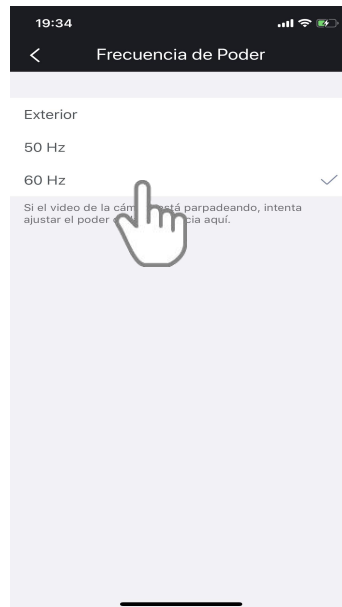 19:34
Frecuencia de Poder
Exterior
50 Hz
60 Hz
Si el video de la está parpadeando, intenta
ajustar el poder aquí.